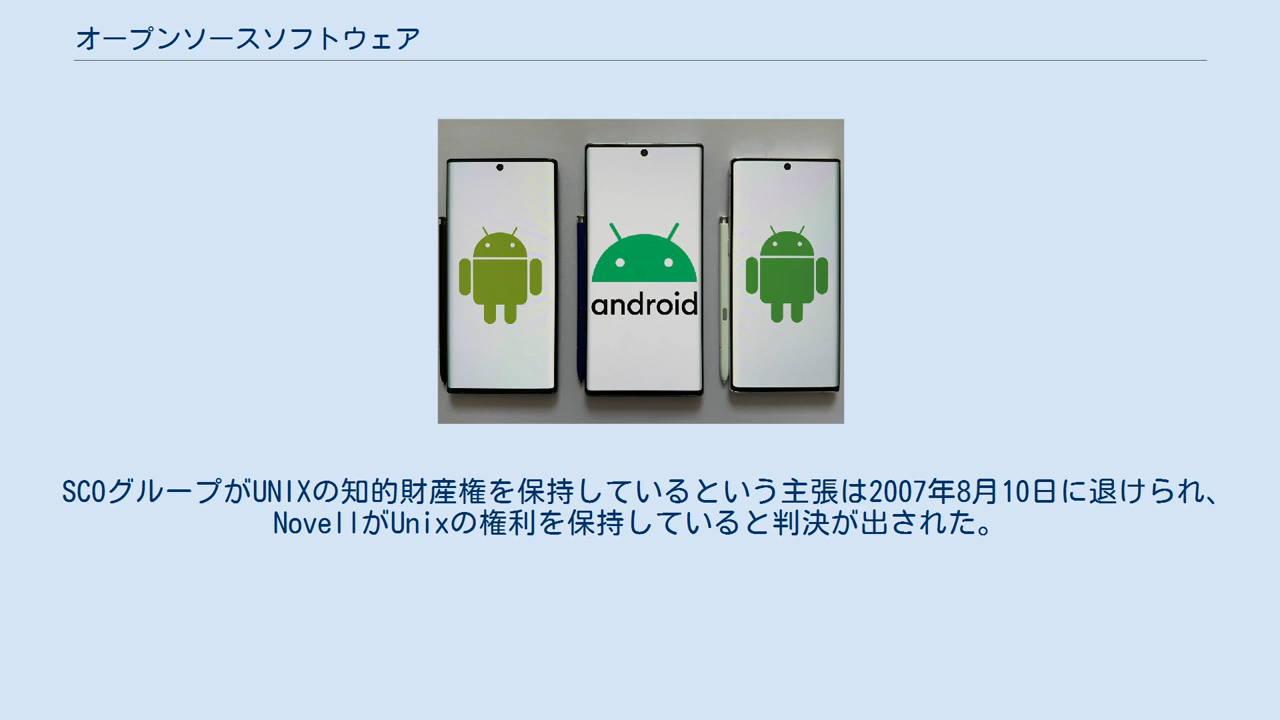 オープンソースソフトウェア
android
SCOグループがUNIXの知的財産権を保持しているという主張は2007年8月10日に退けられ、
NovellがUnixの権利を保持していると判決が出された。